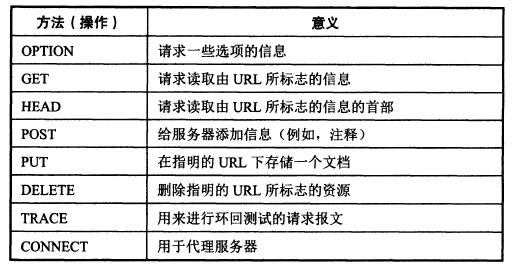 方法（操作） 意义
OPTION 请求一些选项的信息
GET 请求读取由 URL 所标志的信息
HEAD 请求读取由 URL 所标志的信息的首部
POST 给服务器添加信息（例如，注释）
PUT 在指明的 URL 下存储一个文档
DELETE 删除指明的 URL 所标志的资源
TRACE 用来进行环回测试的请求报文
CONNECT 用于代理服务器